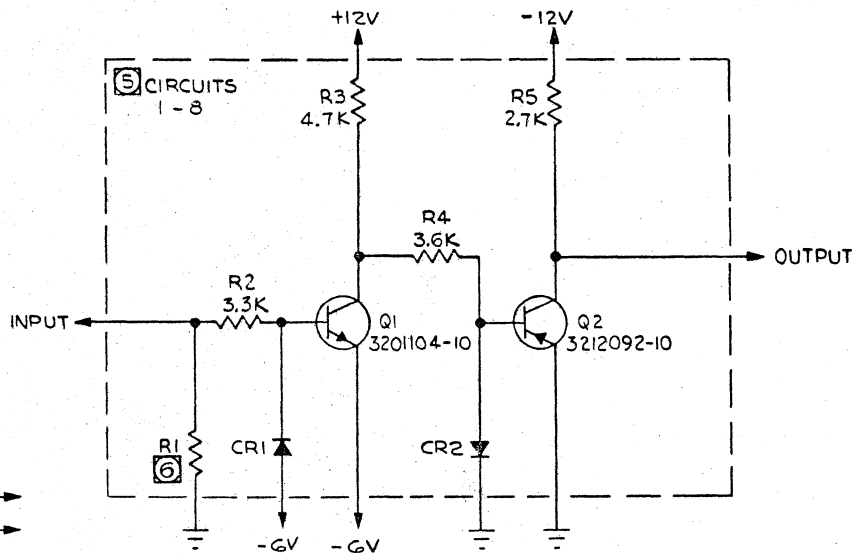 +12V
-12V
5 CIRCUITS
1 - 8
R3
4.7K
R5
2.7K
R4
3.6K
OUTPUT
R2
3.3K
INPUT
Q1
3201104-10
Q2
3212092-10
R1
6
CR1
CR2
-6V
-6V